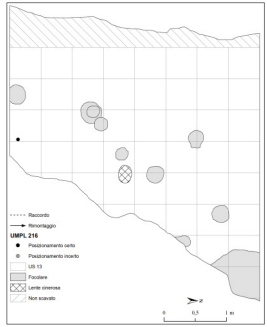 Raccordo
Rimontaggio
UMPL 216
Posizionamento certo
Posizionamento incerto
US 13
Focolare
Lente cinerosa
Non scavato
z
0 0,5 1 m